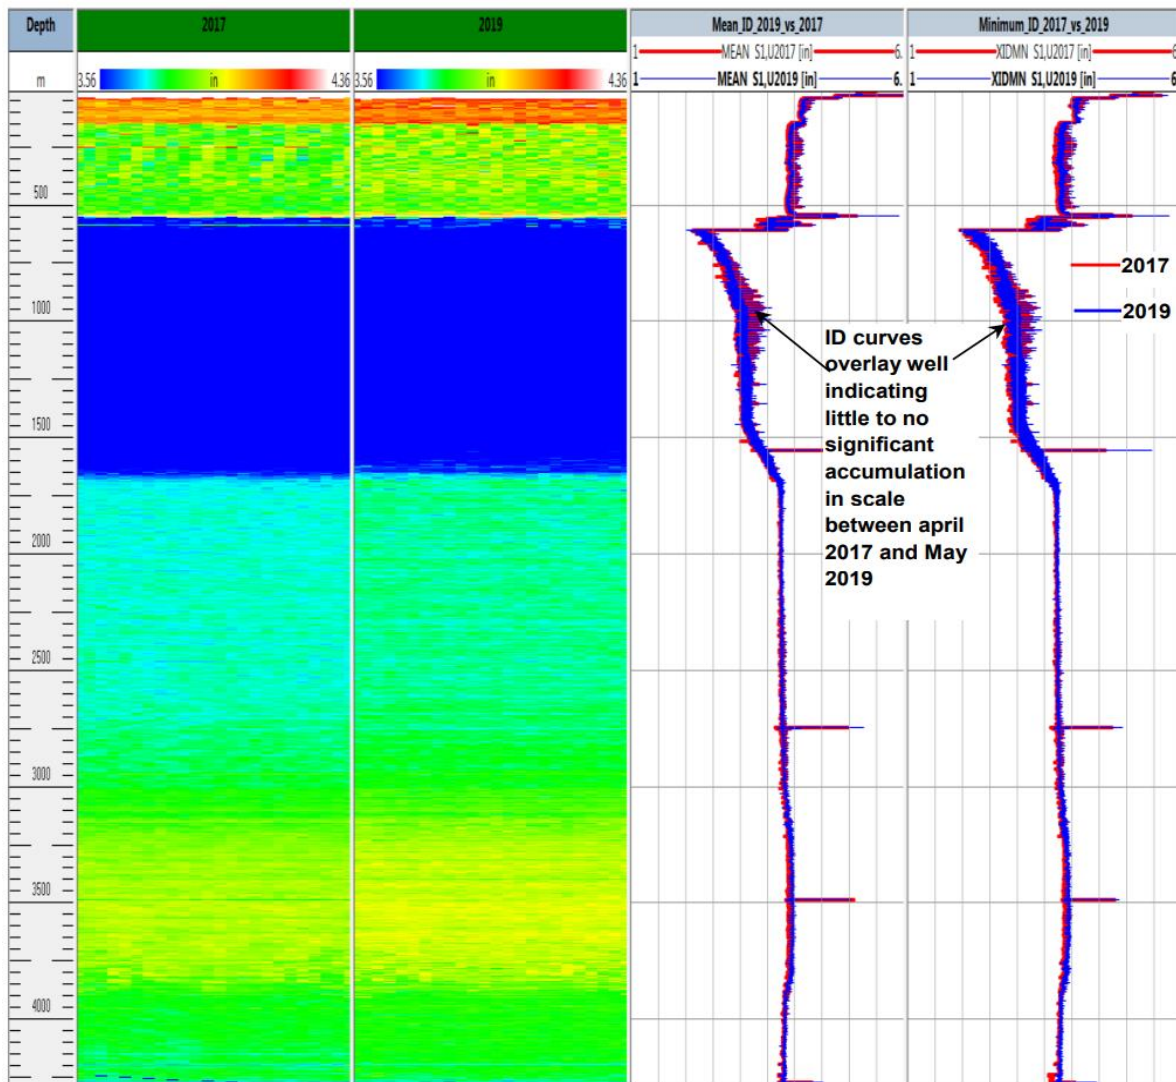 Depth
2017
2019
Mean_ID_2019_vs_2017
Minimum_ID_2017_vs_2019
1 MEAN S1,U2017 [in] 6.
1 XIDMN S1,U2017 [in] 6
m
3.56 in 4.36
3.56 in 4.36
1 MEAN S1,U2019 [in] 6.
1 XIDMN S1,U2019 [in] 6
500
1000
1500
2000
2500
3000
3500
4000
2017
2019
ID curves
overlay well
indicating
little to no
significant
accumulation
in scale
between april
2017 and May
2019